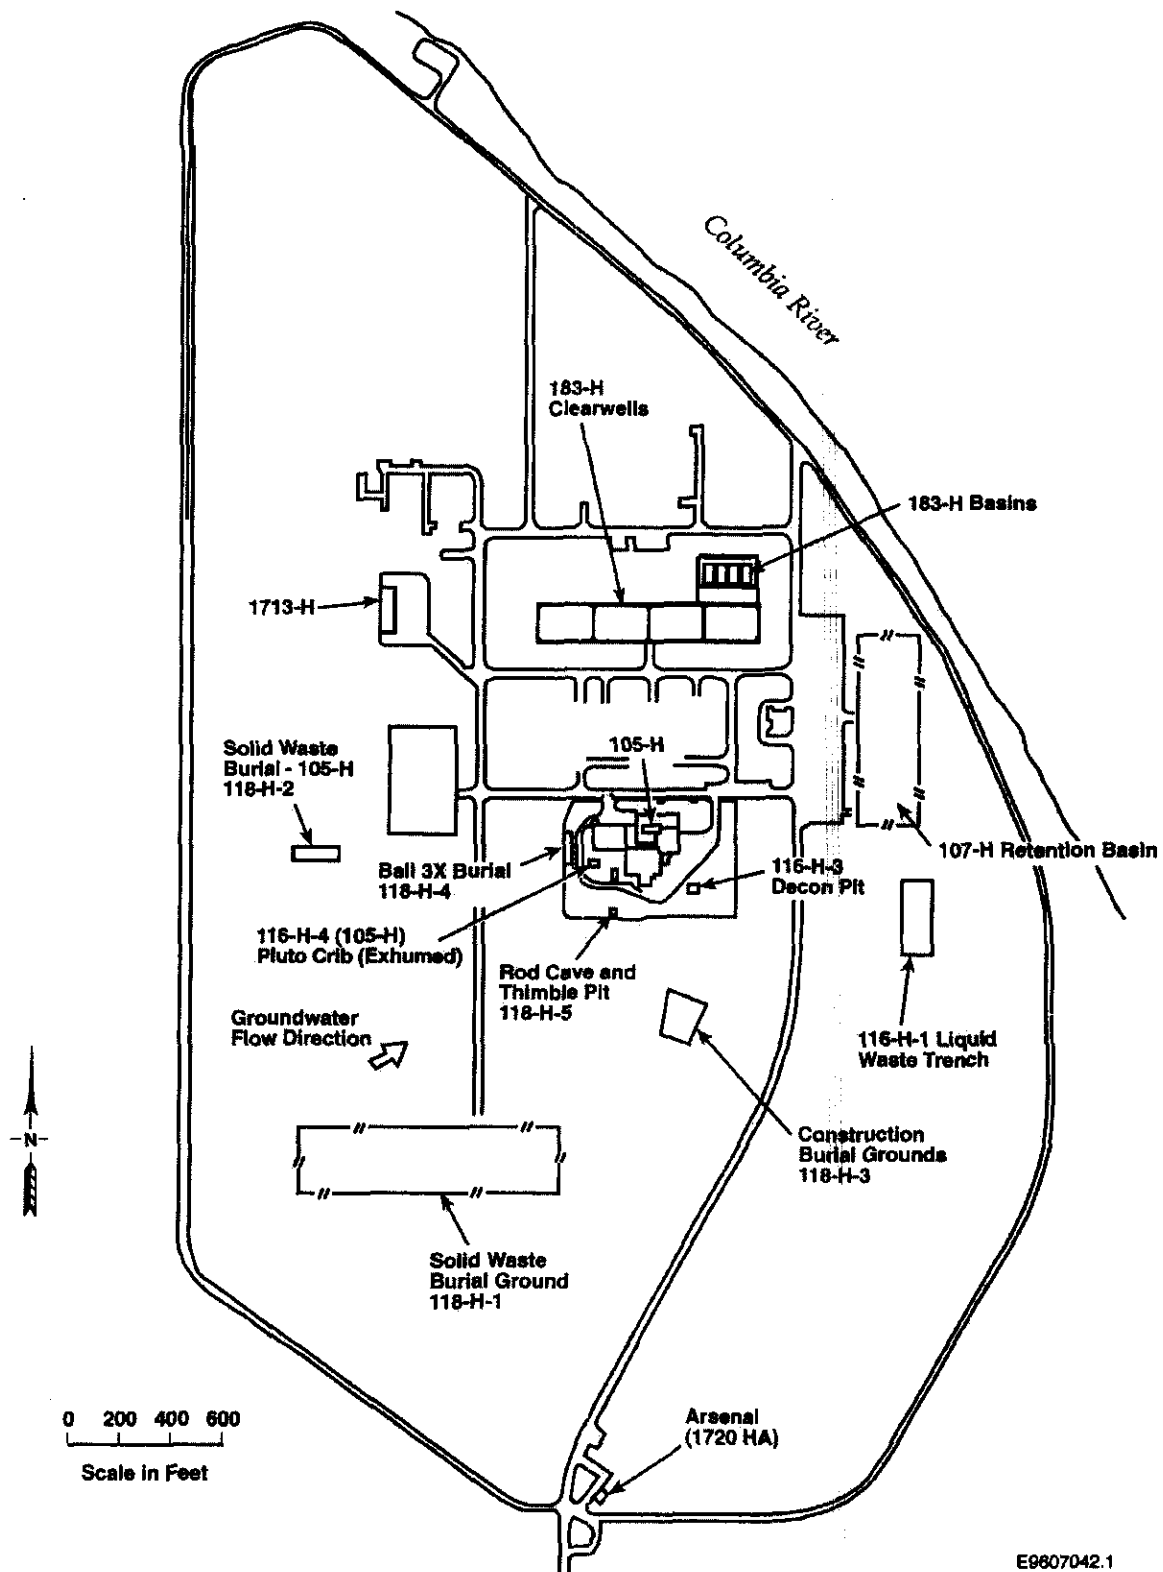 Columbia River
183-H
Clearwells
183-H Basins
1713-H
105-H
Solid Waste
Burial - 105-H
118-H-2
107-H Retention Basin
Ball 3X Burial
118-H-4
116-H-3
Decon Pit
116-H-4 (105-H)
Pluto Crib (Exhumed)
Rod Cave and
Thimble Pit
118-H-5
Groundwater
Flow Direction
116-H-1 Liquid
Waste Trench
N
Construction
Burial Grounds
118-H-3
Solid Waste
Burial Ground
118-H-1
0 200 400 600
Scale in Feet
Arsenal
(1720 HA)
E9607042.1